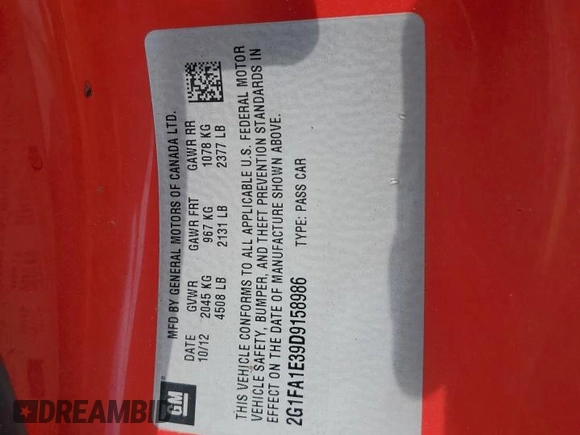 MFD BY GENERAL MOTORS OF CANADA LTD.
DATE GVWR GAWR FRT GAWR RR
10/12 2045 KG 967 KG 1078 KG
4508 LB 2131 LB 2377 LB
THIS VEHICLE CONFORMS TO ALL APPLICABLE U.S. FEDERAL MOTOR
VEHICLE SAFETY, BUMPER, AND THEFT PREVENTION STANDARDS IN
EFFECT ON THE DATE OF MANUFACTURE SHOWN ABOVE.
2G1FA1E39D9158986 TYPE: PASS CAR
GM
DREAMBID